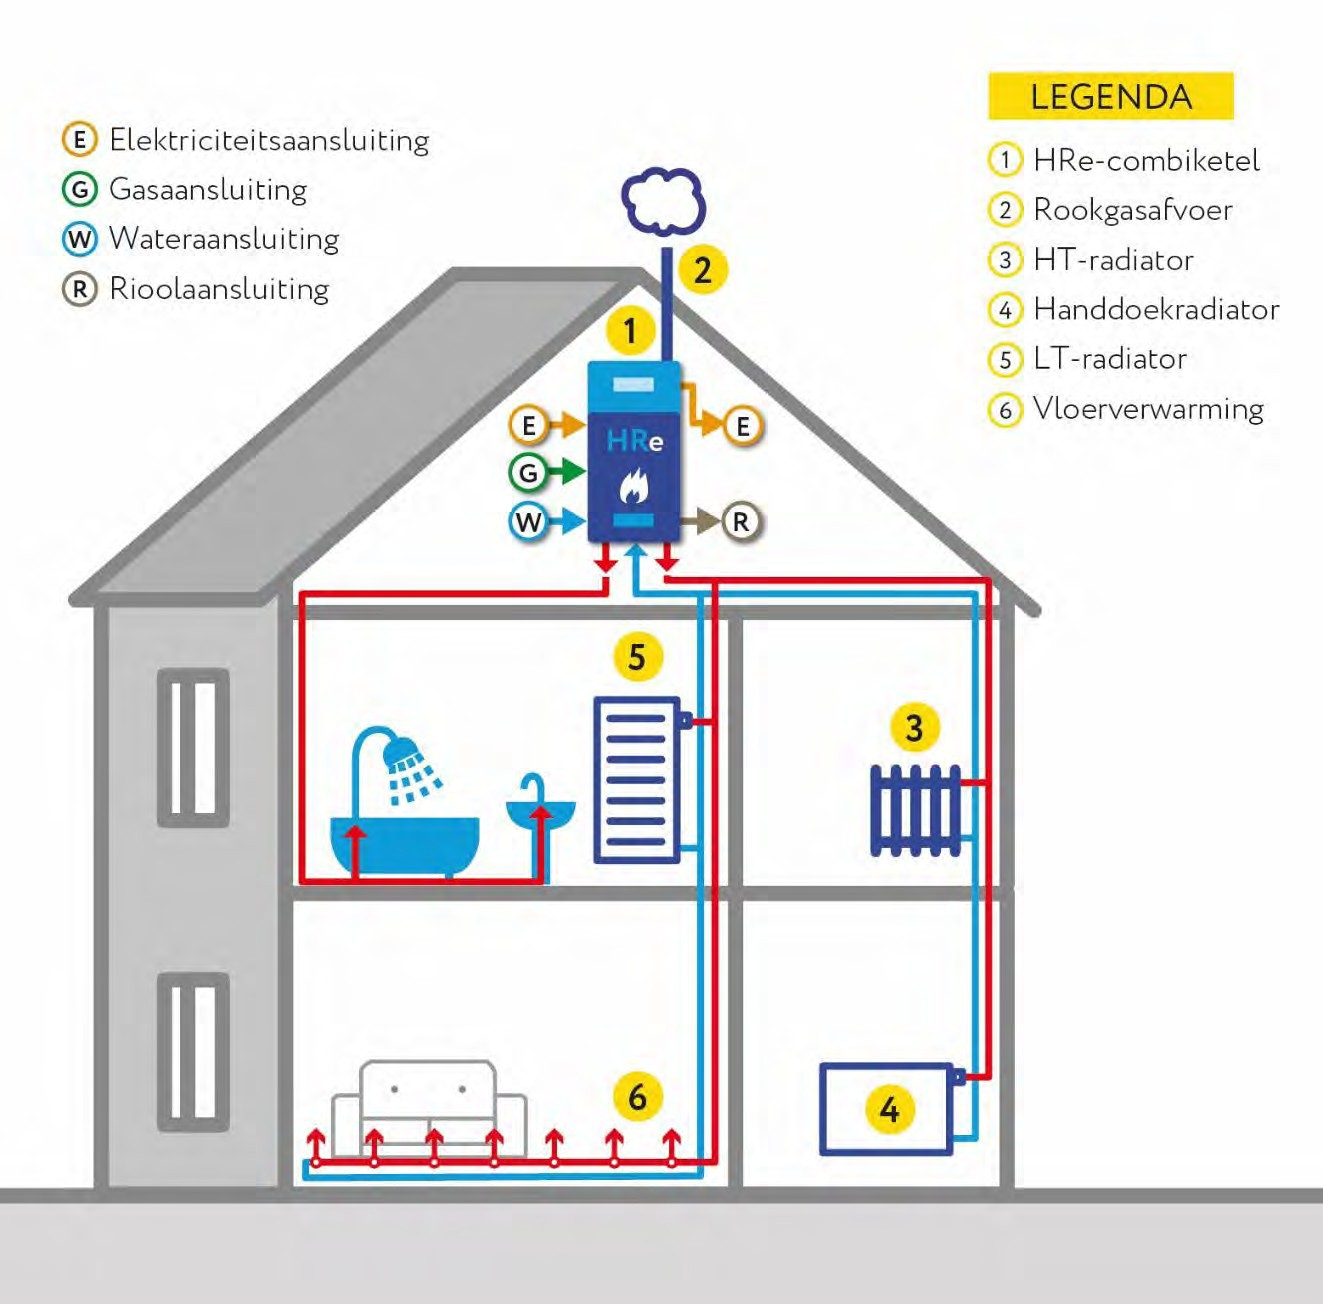 E Elektriciteitsaansluiting
G Gasaansluiting
W Wateraansluiting
R Rioolaansluiting
LEGENDA
1 HRe-combiketel
2 Rookgasafvoer
3 HT-radiator
4 Handdoekradiator
5 LT-radiator
6 Vloerverwarming
2
1
E
HRe
E
G
W
R
5
3
6
4